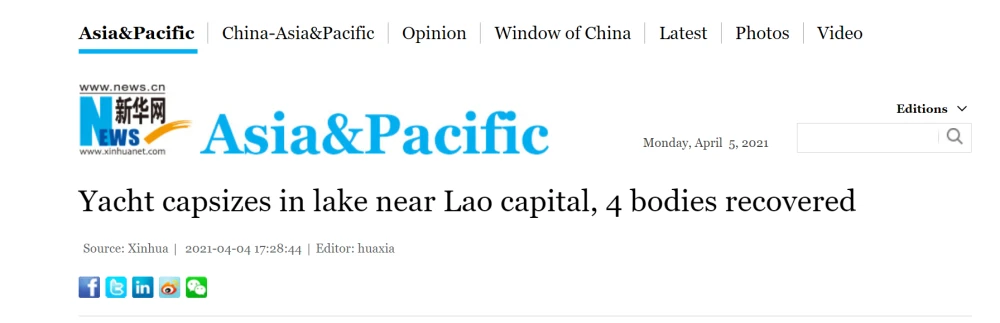 Asia&Pacific China-Asia&Pacific Opinion Window of China Latest Photos Video
www.news.cn
新华网
NEWS
www.xinhuanet.com
Asia&Pacific
Editions
Monday, April 5, 2021
Yacht capsizes in lake near Lao capital, 4 bodies recovered
Source: Xinhua | 2021-04-04 17:28:44 | Editor: huaxia
f t in